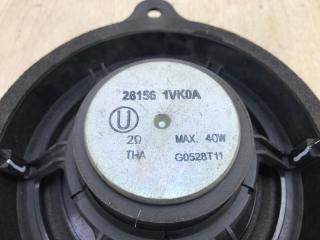 28156 1VK0A
U
2Ω MAX. 40W
THA G0528T11